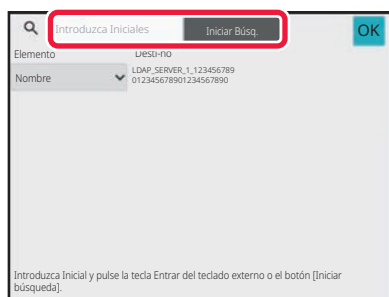 Introduzca Iniciales Iniciar Búsq. OK
Elemento Desti-no
Nombre LDAP_SERVER_1_123456789
012345678901234567890
Introduzca Inicial y pulse la tecla Entrar del teclado externo o el botón [Iniciar
búsqueda].